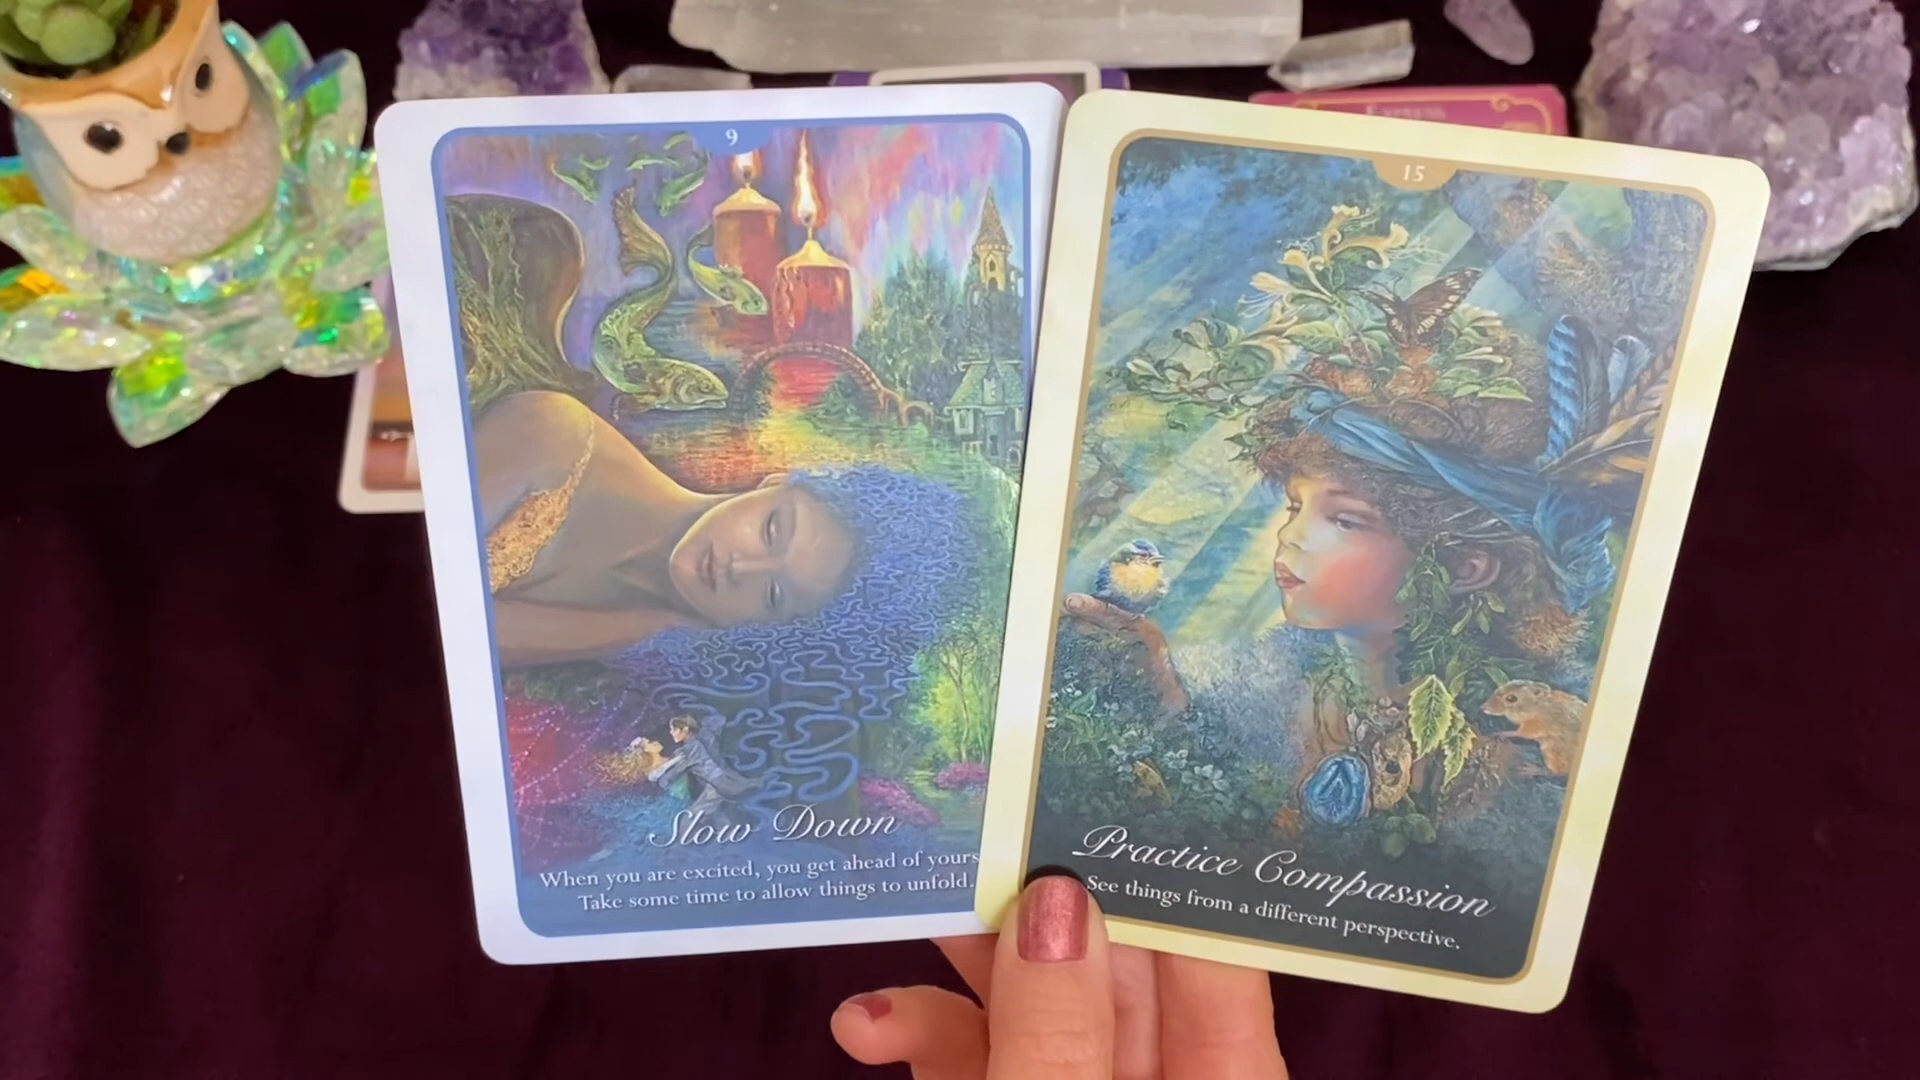 9
Slow Down
When you are excited, you get ahead of yours
Take some time to allow things to unfold.
15
Practice Compassion
See things from a different perspective.
Express